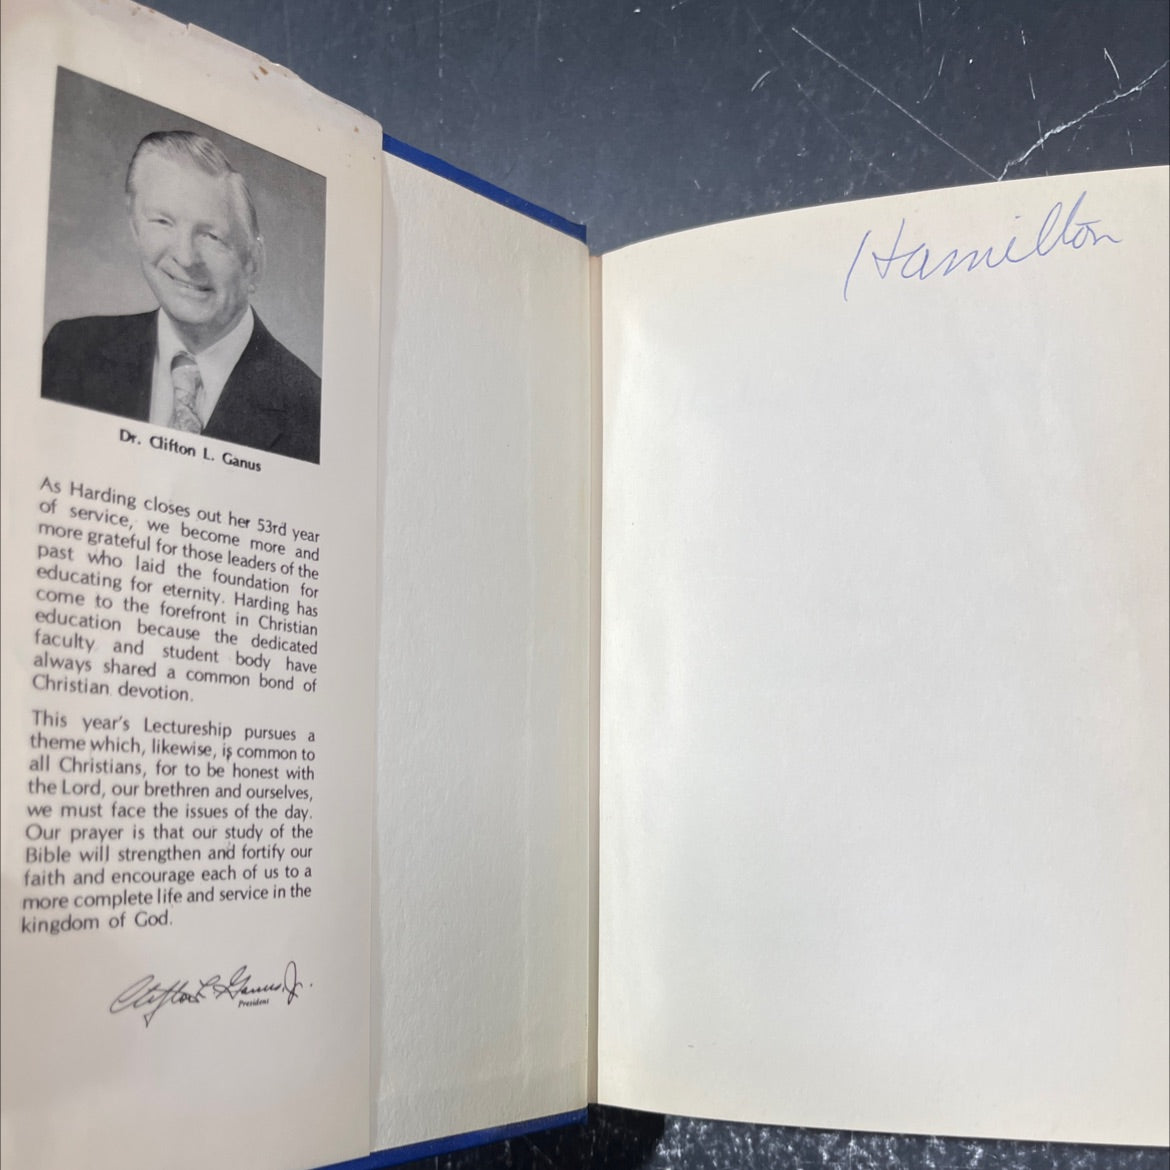 Dr. Clifton L. Ganus
As Harding closes out her 53rd year
of service, we become more and
more grateful for those leaders of the
past who laid the foundation for
educating for eternity. Harding has
come to the forefront in Christian
education because the dedicated
faculty and student body have
always shared a common bond of
Christian devotion.
This year's Lectureship pursues a
theme which, likewise, is common to
all Christians, for to be honest with
the Lord, our brethren and ourselves,
we must face the issues of the day.
Our prayer is that our study of the
Bible will strengthen and fortify our
faith and encourage each of us to a
more complete life and service in the
kingdom of God.
Clifton L. Ganus, Jr.
President
Hamilton